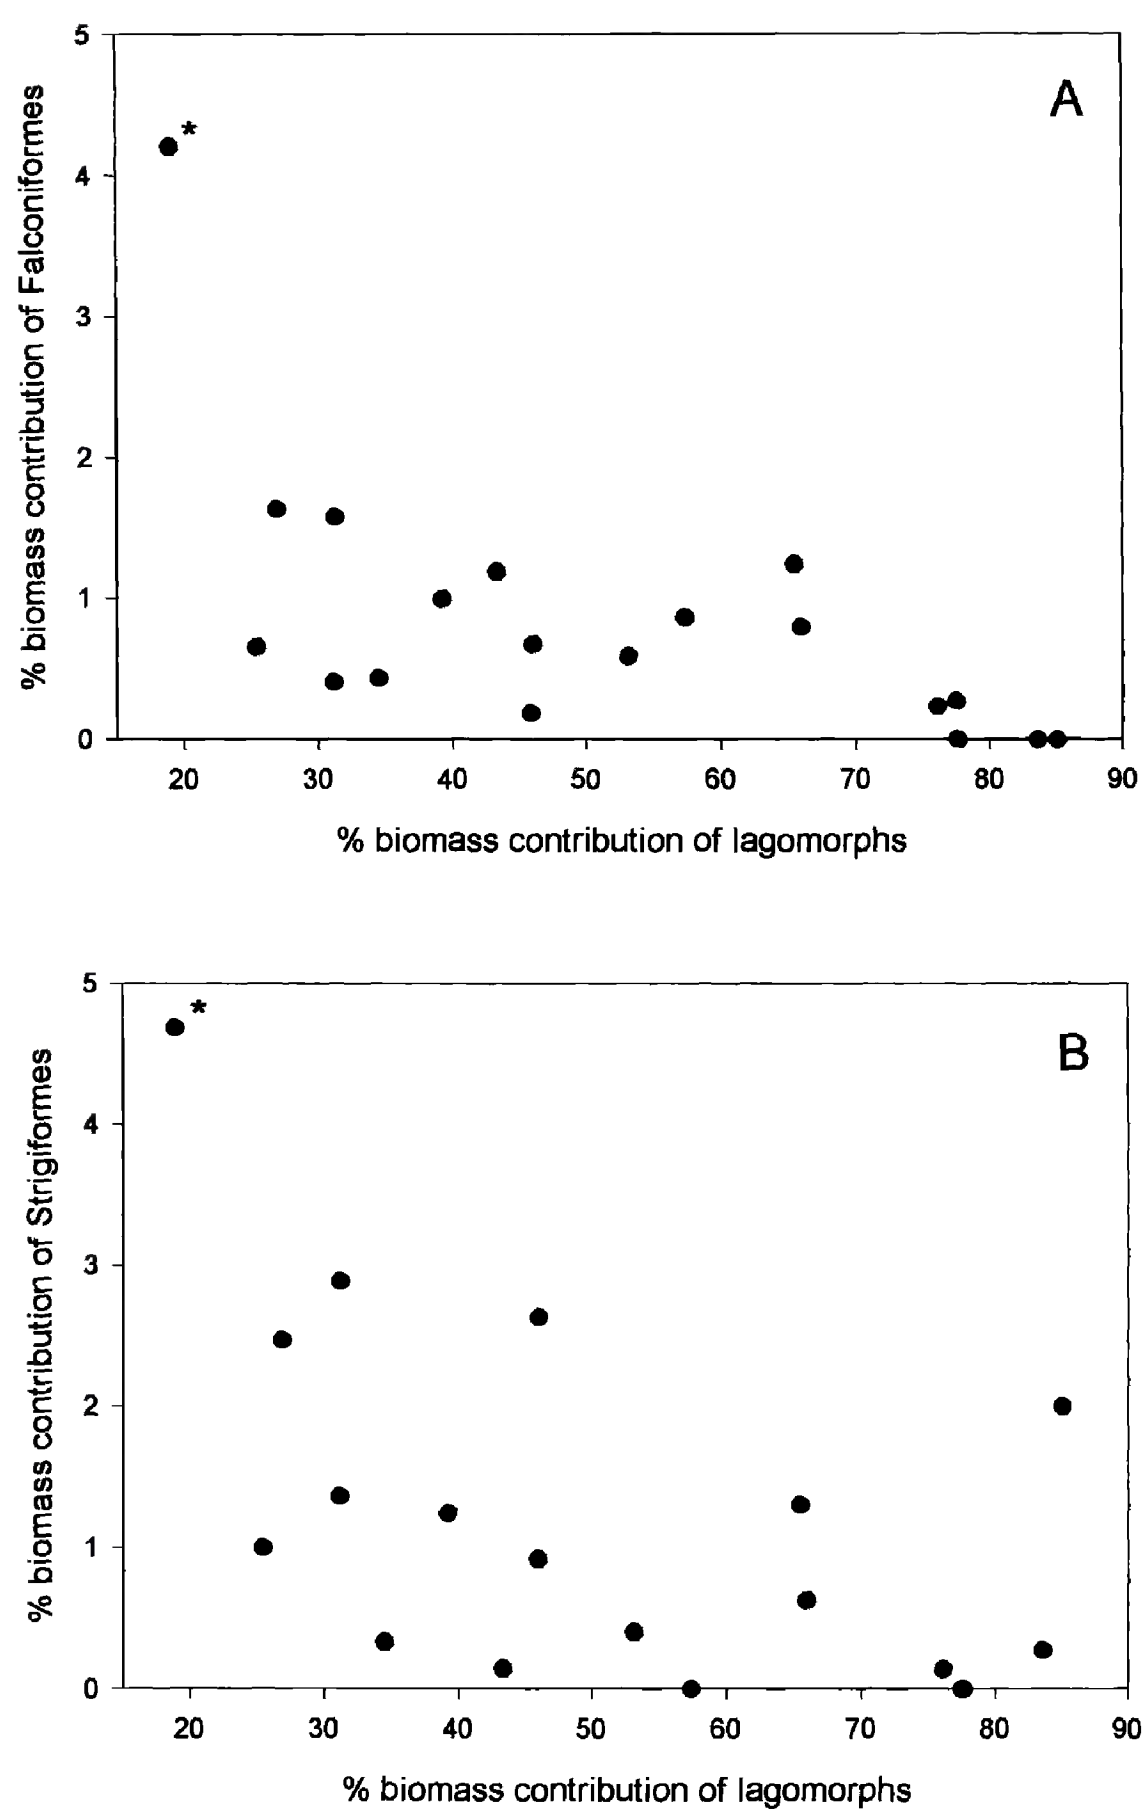 5
A
*
4
3
2
1
0
% biomass contribution of Falconiformes
20 30 40 50 60 70 80 90
% biomass contribution of lagomorphs
5
*
B
4
3
2
1
0
% biomass contribution of Strigiformes
20 30 40 50 60 70 80 90
% biomass contribution of lagomorphs